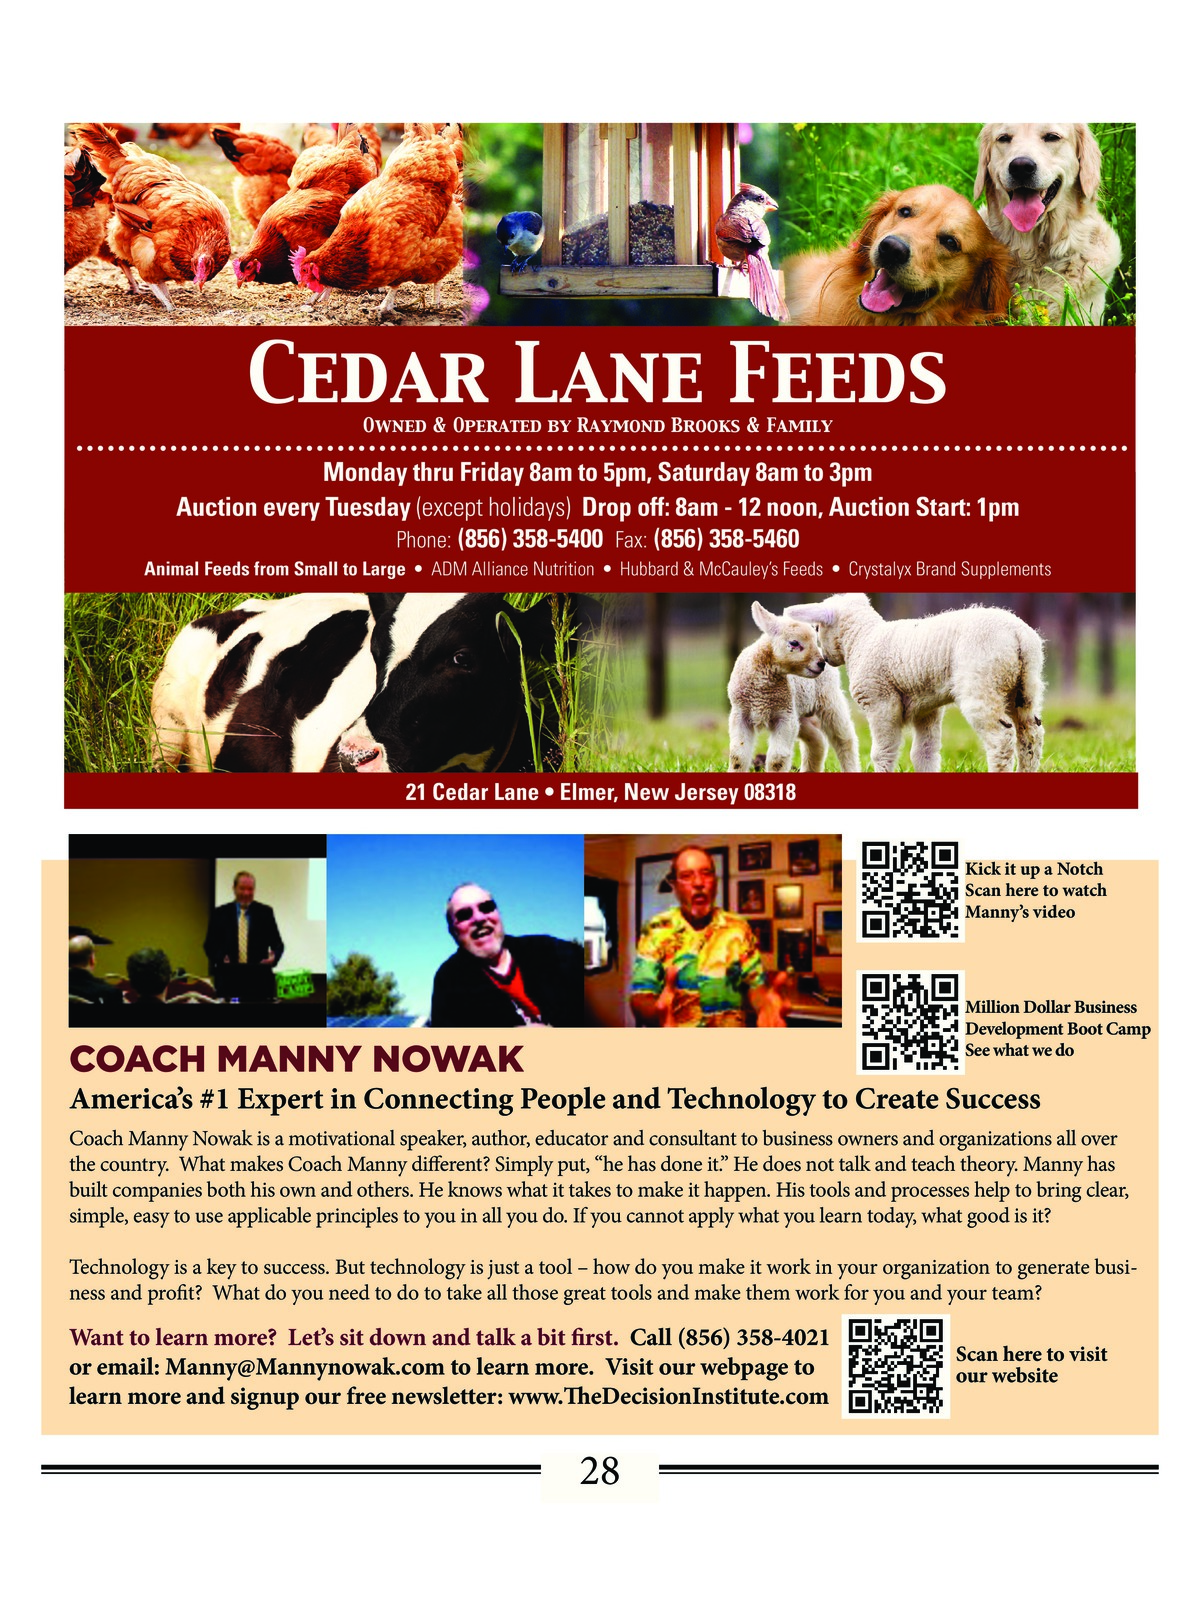 Cedar Lane Feeds
Owned & Operated by Raymond Brooks & Family
Monday thru Friday 8am to 5pm, Saturday 8am to 3pm
Auction every Tuesday (except holidays) Drop off: 8am - 12 noon, Auction Start: 1pm
Phone: (856) 358-5400 Fax: (856) 358-5460
Animal Feeds from Small to Large • ADM Alliance Nutrition • Hubbard & McCauley's Feeds • Crystalyx Brand Supplements
21 Cedar Lane • Elmer, New Jersey 08318
Kick it up a Notch
Scan here to watch
Manny's video
Million Dollar Business
Development Boot Camp
See what we do
COACH MANNY NOWAK
America's #1 Expert in Connecting People and Technology to Create Success
Coach Manny Nowak is a motivational speaker, author, educator and consultant to business owners and organizations all over
the country. What makes Coach Manny different? Simply put, "he has done it." He does not talk and teach theory. Manny has
built companies both his own and others. He knows what it takes to make it happen. His tools and processes help to bring clear,
simple, easy to use applicable principles to you in all you do. If you cannot apply what you learn today, what good is it?
Technology is a key to success. But technology is just a tool – how do you make it work in your organization to generate busi-
ness and profit? What do you need to do to take all those great tools and make them work for you and your team?
Want to learn more? Let's sit down and talk a bit first. Call (856) 358-4021
or email: Manny@Mannynowak.com to learn more. Visit our webpage to
learn more and signup our free newsletter: www.TheDecisionInstitute.com
Scan here to visit
our website
28